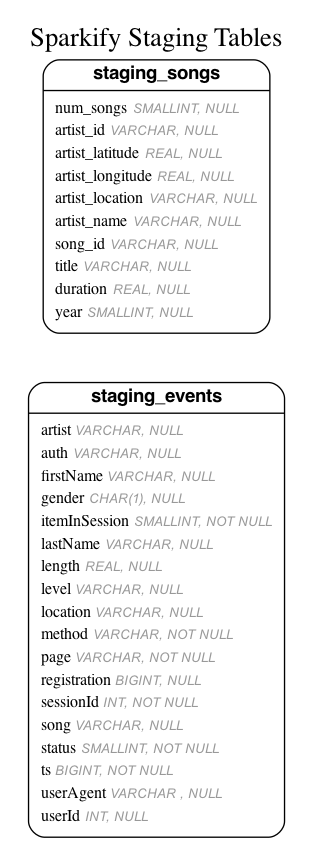 Sparkify Staging Tables
staging_songs
num_songs SMALLINT, NULL
artist_id VARCHAR, NULL
artist_latitude REAL, NULL
artist_longitude REAL, NULL
artist_location VARCHAR, NULL
artist_name VARCHAR, NULL
song_id VARCHAR, NULL
title VARCHAR, NULL
duration REAL, NULL
year SMALLINT, NULL
staging_events
artist VARCHAR, NULL
auth VARCHAR, NULL
firstName VARCHAR, NULL
gender CHAR(1), NULL
itemInSession SMALLINT, NOT NULL
lastName VARCHAR, NULL
length REAL, NULL
level VARCHAR, NULL
location VARCHAR, NULL
method VARCHAR, NOT NULL
page VARCHAR, NOT NULL
registration BIGINT, NULL
sessionId INT, NOT NULL
song VARCHAR, NULL
status SMALLINT, NOT NULL
ts BIGINT, NOT NULL
userAgent VARCHAR , NULL
userId INT, NULL